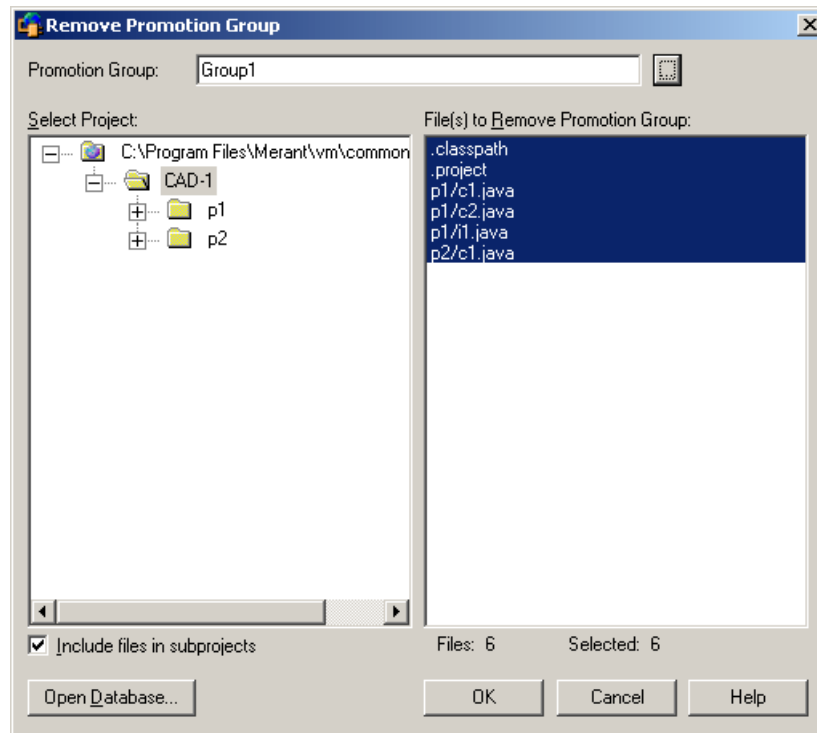 Remove Promotion Group
Promotion Group: Group1
Select Project:
File(s) to Remove Promotion Group:
C:\Program Files\Merant\vm\common
CAD-1
p1
p2
.classpath
.project
p1/c1.java
p1/c2.java
p1/i1.java
p2/c1.java
Include files in subprojects
Files: 6 Selected: 6
Open Database... OK Cancel Help